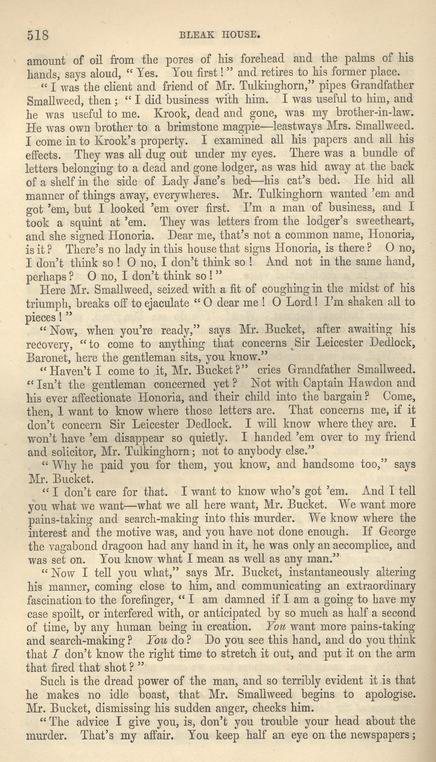 518 BLEAK HOUSE.
amount of oil from the pores of his forehead and the palms of his
hands, says aloud, “ Yes. You first ! ” and retires to his former place.
“ I was the client and friend of Mr. Tulkinghorn,” pipes Grandfather
Smallweed, then ; “ I did business with him. I was useful to him, and
he was useful to me. Krook, dead and gone, was my brother-in-law.
He was own brother to a brimstone magpie—leastways Mrs. Smallweed.
I come in to Krook’s property. I examined all his papers and all his
effects. They was all dug out under my eyes. There was a bundle of
letters belonging to a dead and gone lodger, as was hid away at the back
of a shelf in the side of Lady Jane’s bed—his cat’s bed. He hid all
manner of things away, everywheres. Mr. Tulkinghorn wanted ’em and
got ’em, but I looked ’em over first. I’m a man of business, and I
took a squint at ’em. They was letters from the lodger’s sweetheart,
and she signed Honoria. Dear me, that’s not a common name, Honoria,
is it ? There’s no lady in this house that signs Honoria, is there ? O no,
I don’t think so ! O no, I don’t think so ! And not in the same hand,
perhaps ? O no, I don’t think so ! ”
Here Mr. Smallweed, seized with a fit of coughing in the midst of his
triumph, breaks off to ejaculate “ O dear me ! O Lord ! I’m shaken all to
pieces ! ”
“ Now, when you’re ready,” says Mr. Bucket, after awaiting his
recovery, “ to come to anything that concerns Sir Leicester Dedlock,
Baronet, here the gentleman sits, you know.”
“ Haven’t I come to it, Mr. Bucket ? ” cries Grandfather Smallweed.
“ Isn’t the gentleman concerned yet ? Not with Captain Hawdon and
his ever affectionate Honoria, and their child into the bargain ? Come,
then, I want to know where those letters are. That concerns me, if it
don’t concern Sir Leicester Dedlock. I will know where they are. I
won’t have ’em disappear so quietly. I handed ’em over to my friend
and solicitor, Mr. Tulkinghorn ; not to anybody else.”
“ Why he paid you for them, you know, and handsome too,” says
Mr. Bucket.
“ I don’t care for that. I want to know who’s got ’em. And I tell
you what we want—what we all here want, Mr. Bucket. We want more
pains-taking and search-making into this murder. We know where the
interest and the motive was, and you have not done enough. If George
the vagabond dragoon had any hand in it, he was only an accomplice, and
was set on. You know what I mean as well as any man.”
“ Now I tell you what,” says Mr. Bucket, instantaneously altering
his manner, coming close to him, and communicating an extraordinary
fascination to the forefinger, “ I am damned if I am a going to have my
case spoilt, or interfered with, or anticipated by so much as half a second
of time, by any human being in creation. You want more pains-taking
and search-making ? You do ? Do you see this hand, and do you think
that I don’t know the right time to stretch it out, and put it on the arm
that fired that shot ? ”
Such is the dread power of the man, and so terribly evident it is that
he makes no idle boast, that Mr. Smallweed begins to apologise.
Mr. Bucket, dismissing his sudden anger, checks him.
“ The advice I give you, is, don’t you trouble your head about the
murder. That’s my affair. You keep half an eye on the newspapers ;